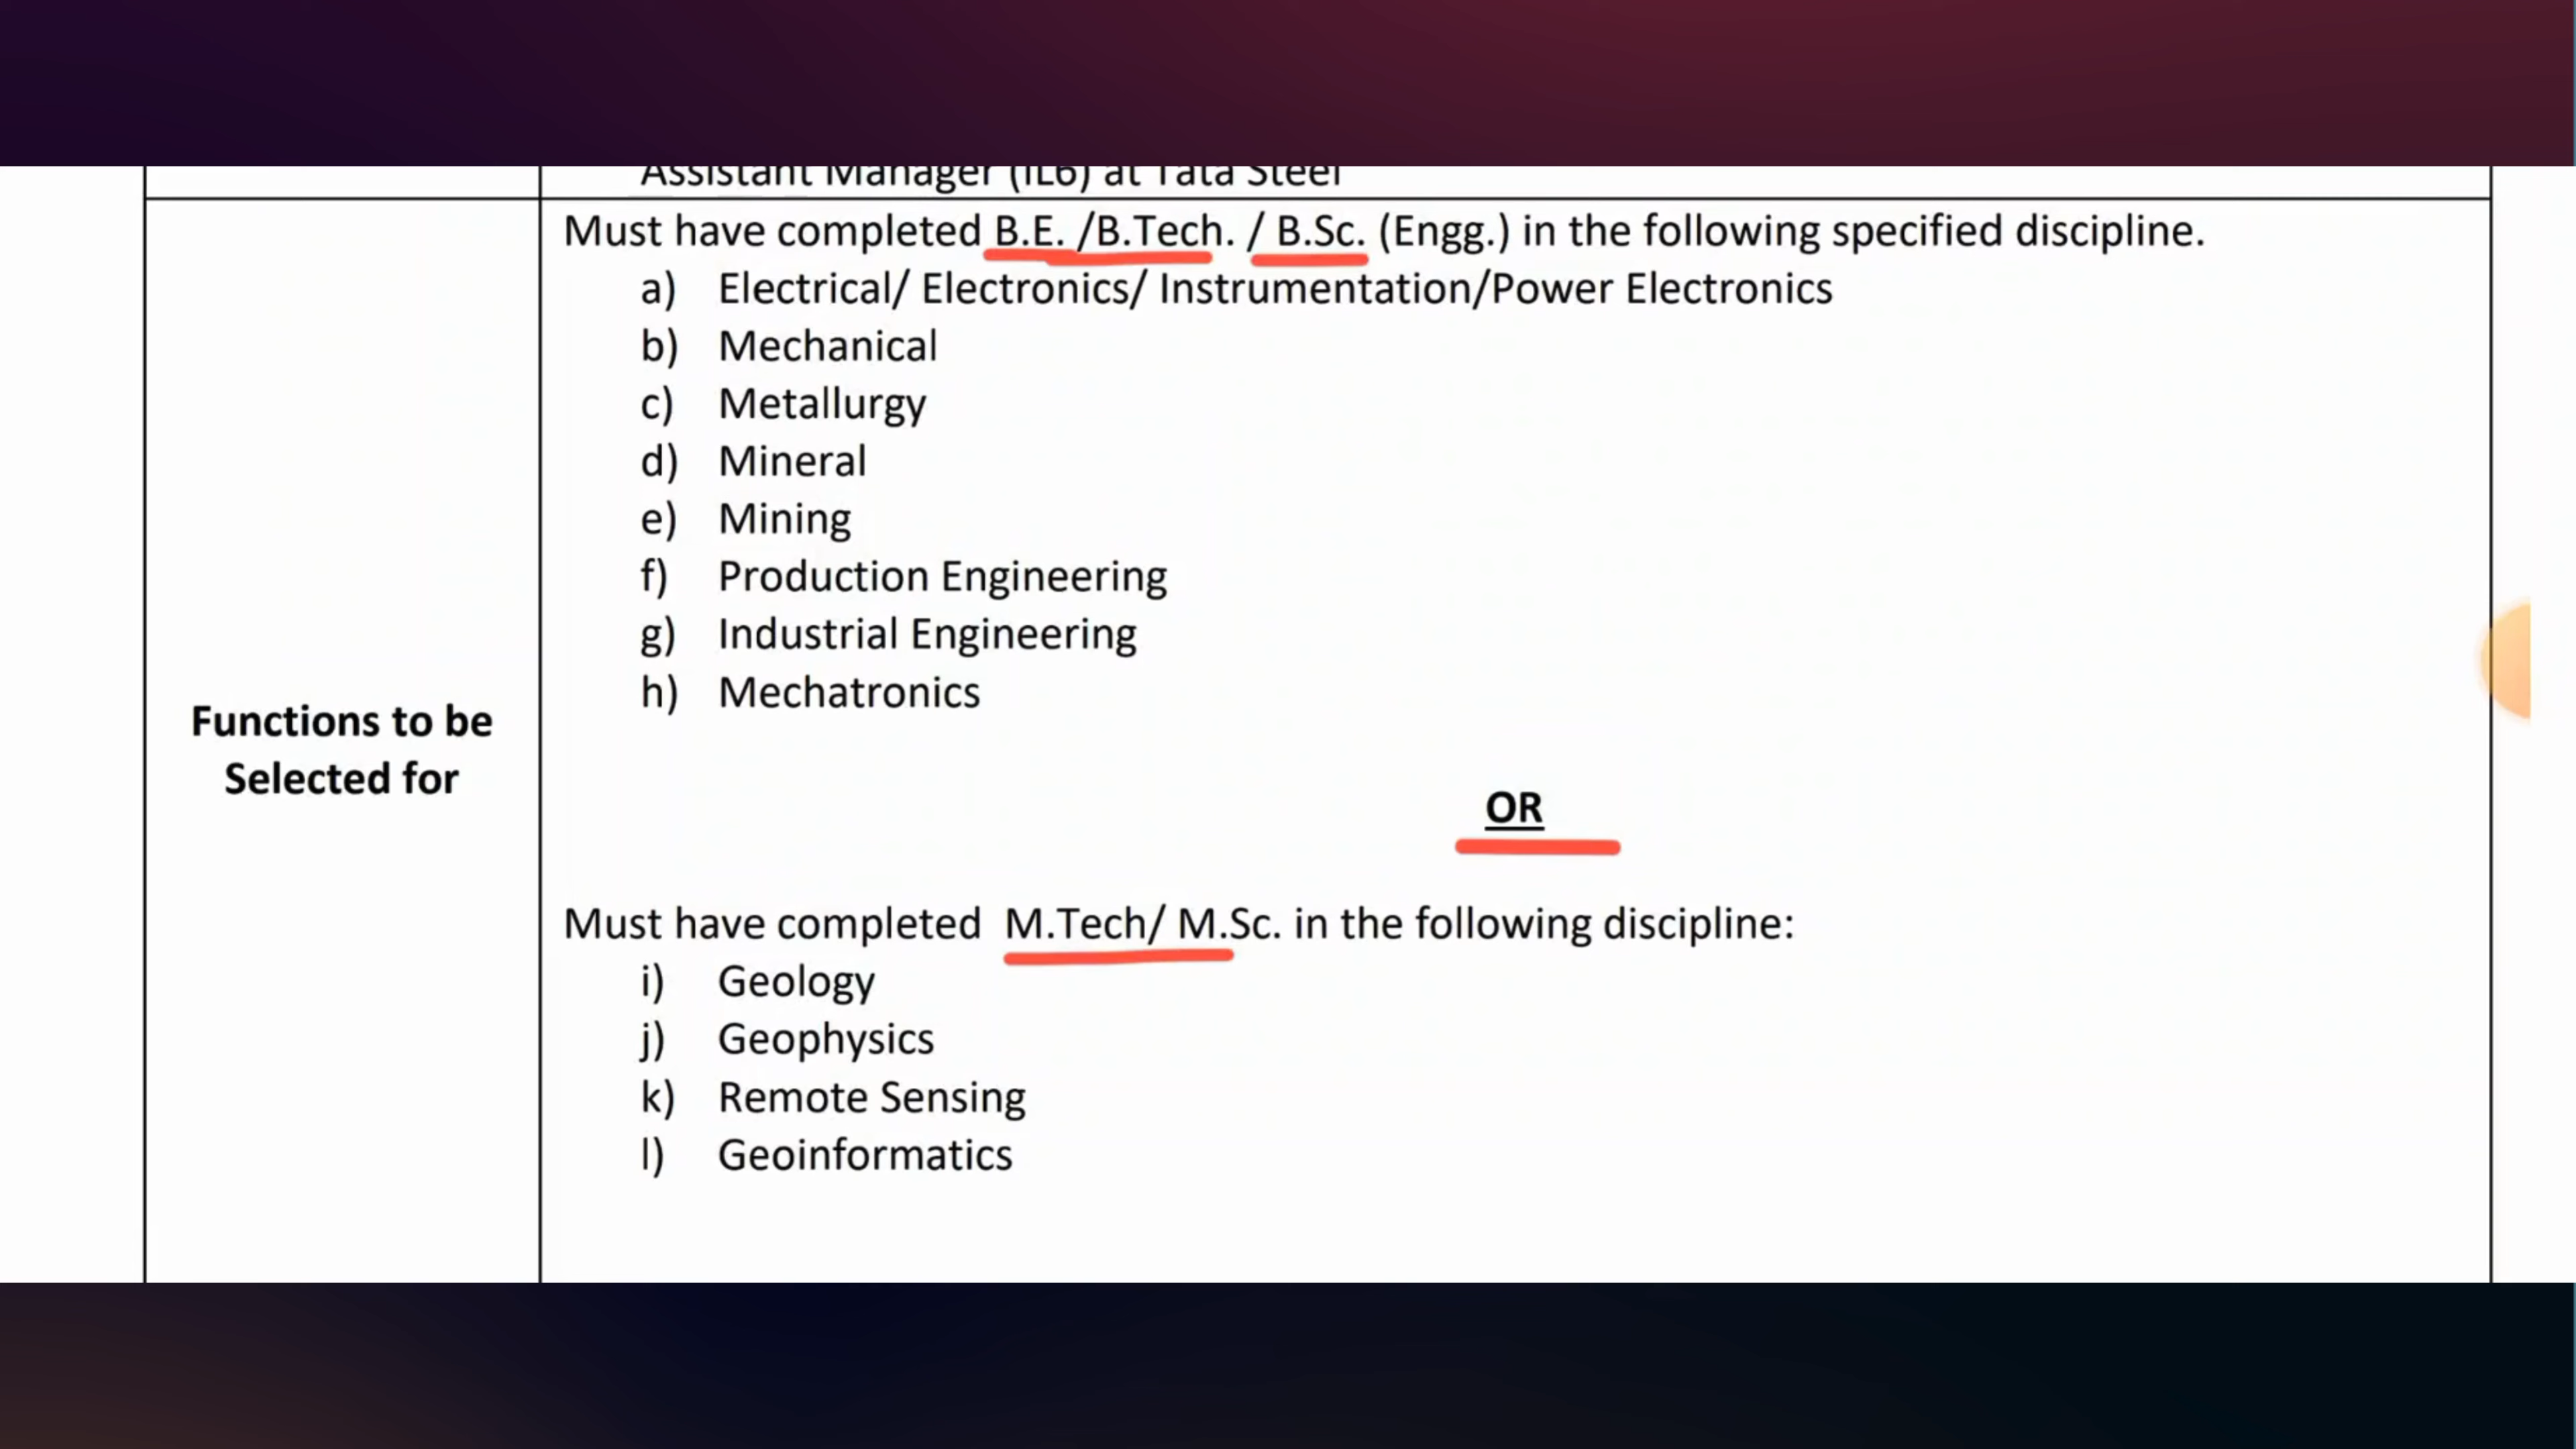 Assistant Manager (IL6) at Tata Steel
Must have completed B.E. /B.Tech. / B.Sc. (Engg.) in the following specified discipline.
a) Electrical/ Electronics/ Instrumentation/Power Electronics
b) Mechanical
c) Metallurgy
d) Mineral
e) Mining
f) Production Engineering
g) Industrial Engineering
h) Mechatronics
Functions to be
Selected for
OR
Must have completed M.Tech/ M.Sc. in the following discipline:
i) Geology
j) Geophysics
k) Remote Sensing
l) Geoinformatics